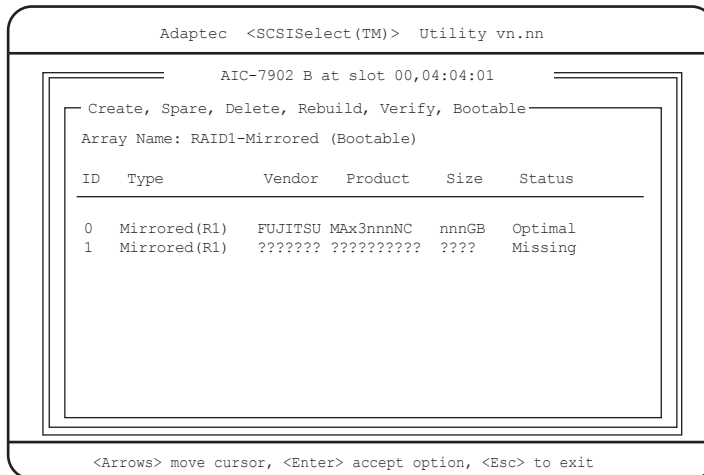 Adaptec <SCSISelect(TM)> Utility vn.nn
AIC-7902 B at slot 00,04:04:01
Create, Spare, Delete, Rebuild, Verify, Bootable
Array Name: RAID1-Mirrored (Bootable)
ID Type Vendor Product Size Status
0 Mirrored(R1) FUJITSU MAx3nnnNC nnnGB Optimal
1 Mirrored(R1) ??????? ?????????? ???? Missing
<Arrows> move cursor, <Enter> accept option, <Esc> to exit